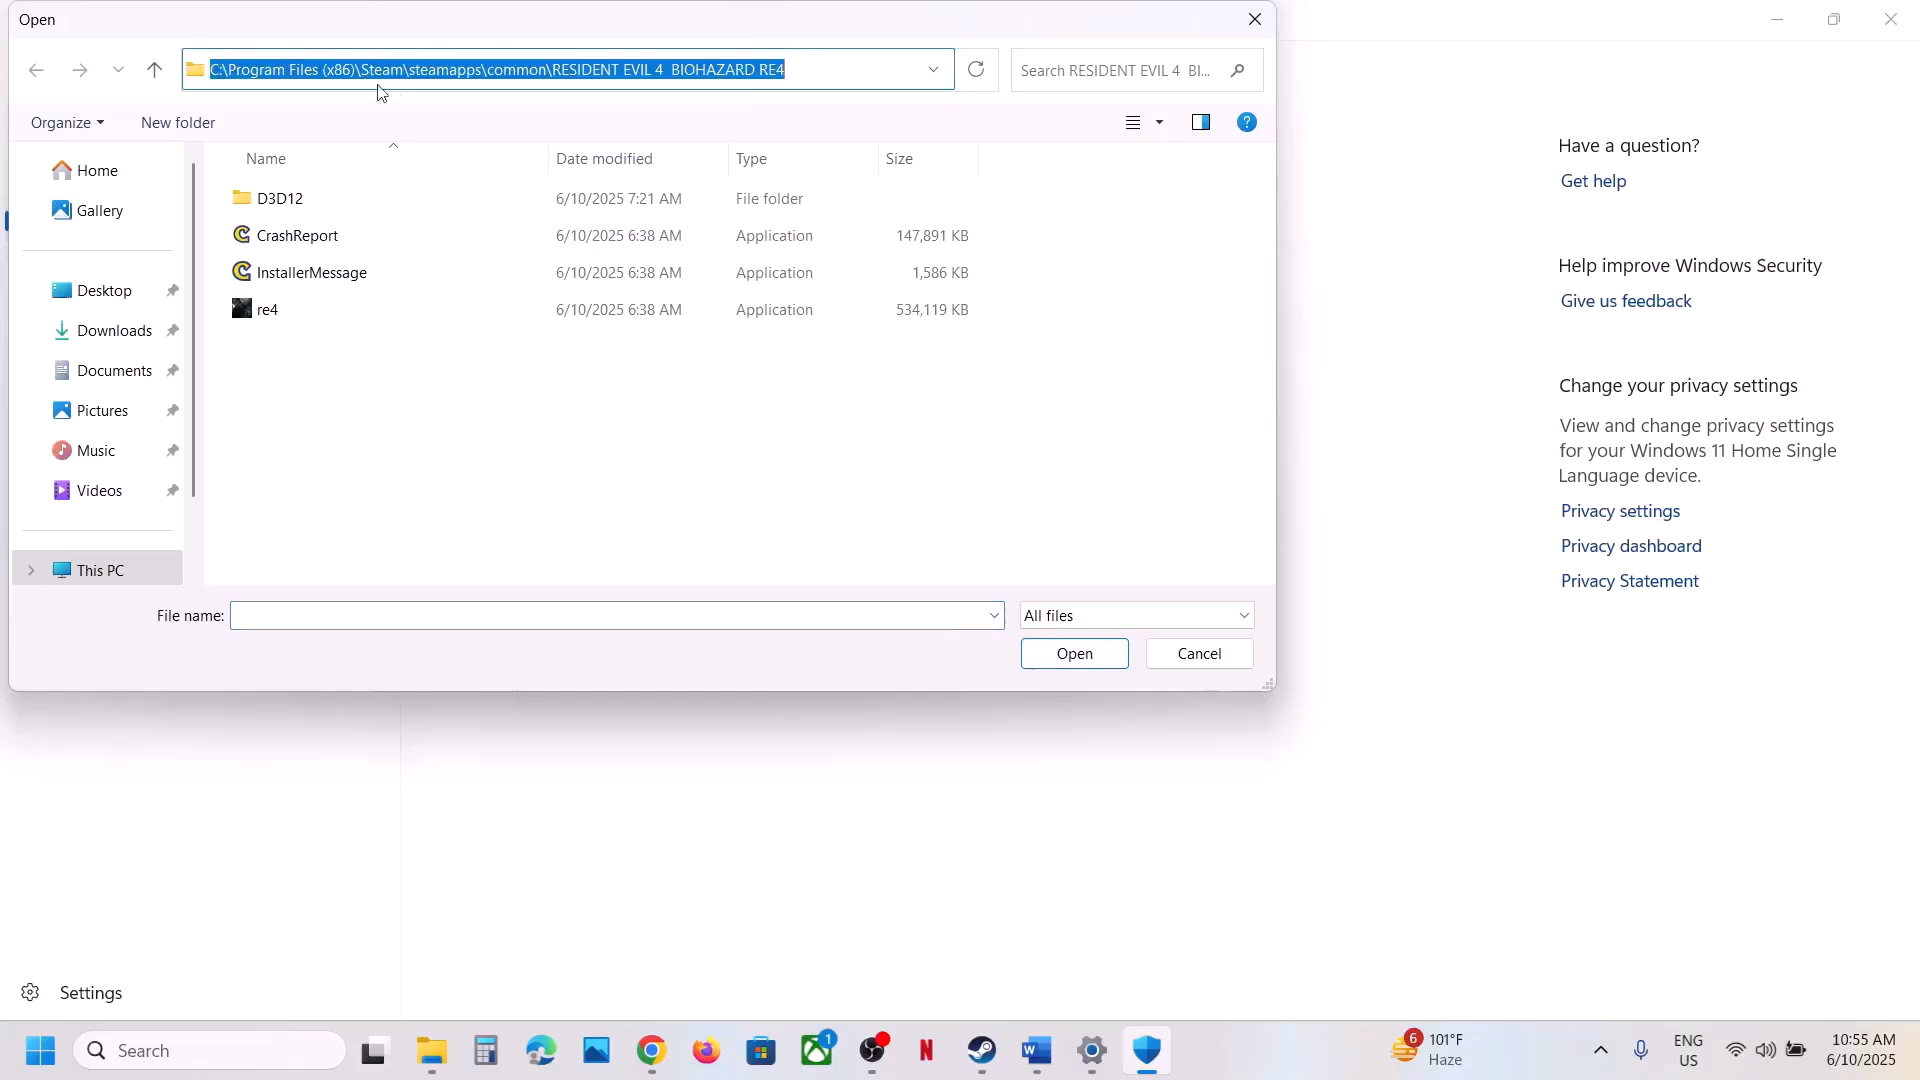 Open
C:\Program Files (x86)\Steam\steamapps\common\RESIDENT EVIL 4  BIOHAZARD RE4
Search RESIDENT EVIL 4  BI...
Organize
New folder
Name
Date modified
Type
Size
Home
Gallery
Desktop
Downloads
Documents
Pictures
Music
Videos
This PC
D3D12 6/10/2025 7:21 AM File folder
CrashReport 6/10/2025 6:38 AM Application 147,891 KB
InstallerMessage 6/10/2025 6:38 AM Application 1,586 KB
re4 6/10/2025 6:38 AM Application 534,119 KB
File name:
All files
Open
Cancel
Have a question?
Get help
Help improve Windows Security
Give us feedback
Change your privacy settings
View and change privacy settings
for your Windows 11 Home Single
Language device.
Privacy settings
Privacy dashboard
Privacy Statement
Settings
Search
1
6
101°F
Haze
ENG
US
10:55 AM
6/10/2025